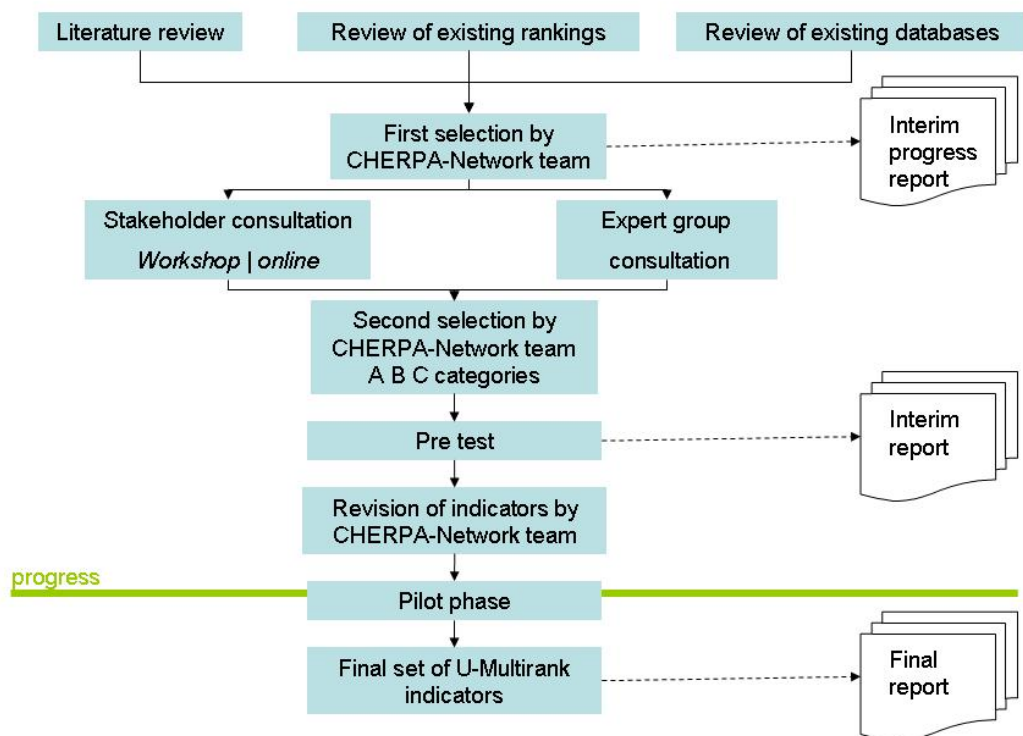 Literature review
Review of existing rankings
Review of existing databases
First selection by
CHERPA-Network team
Interim
progress
report
Stakeholder consultation
Workshop | online
Expert group
consultation
Second selection by
CHERPA-Network team
A B C categories
Pre test
Interim
report
Revision of indicators by
CHERPA-Network team
progress
Pilot phase
Final set of U-Multirank
indicators
Final
report